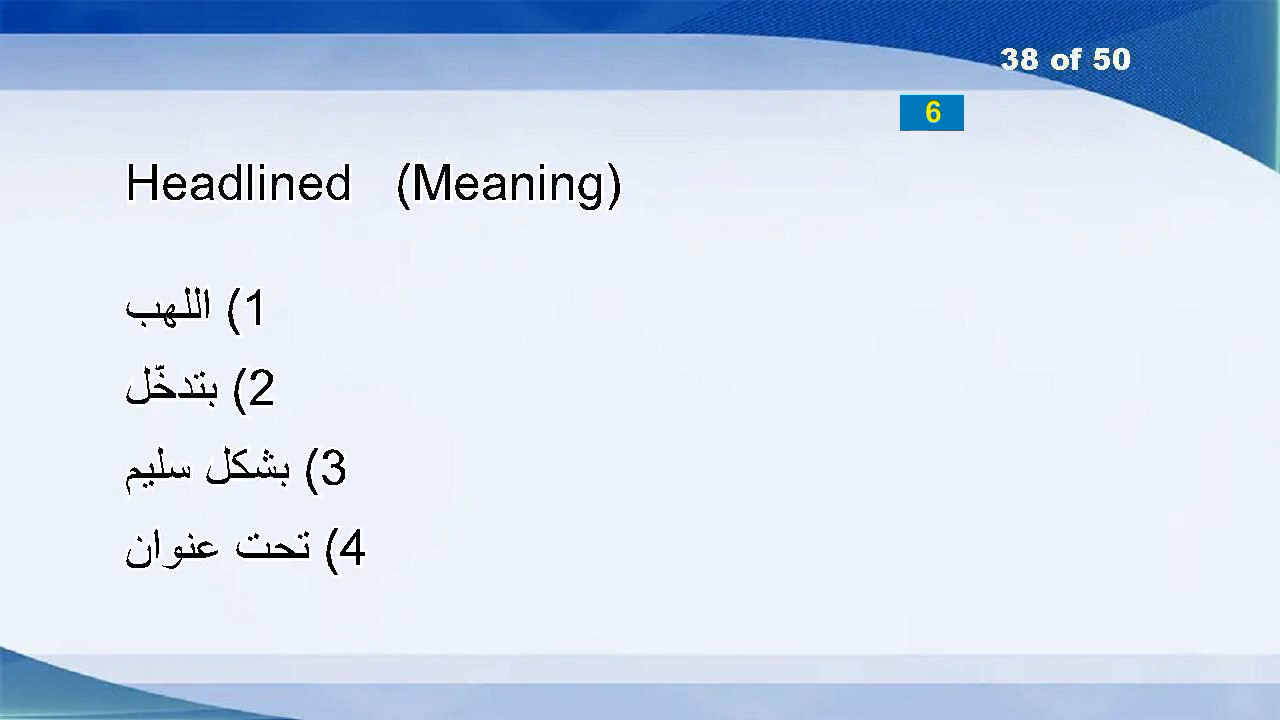 38 of 50
6
Headlined (Meaning)
1) اللهب
2) بتدخّل
3) بشكل سليم
4) تحت عنوان